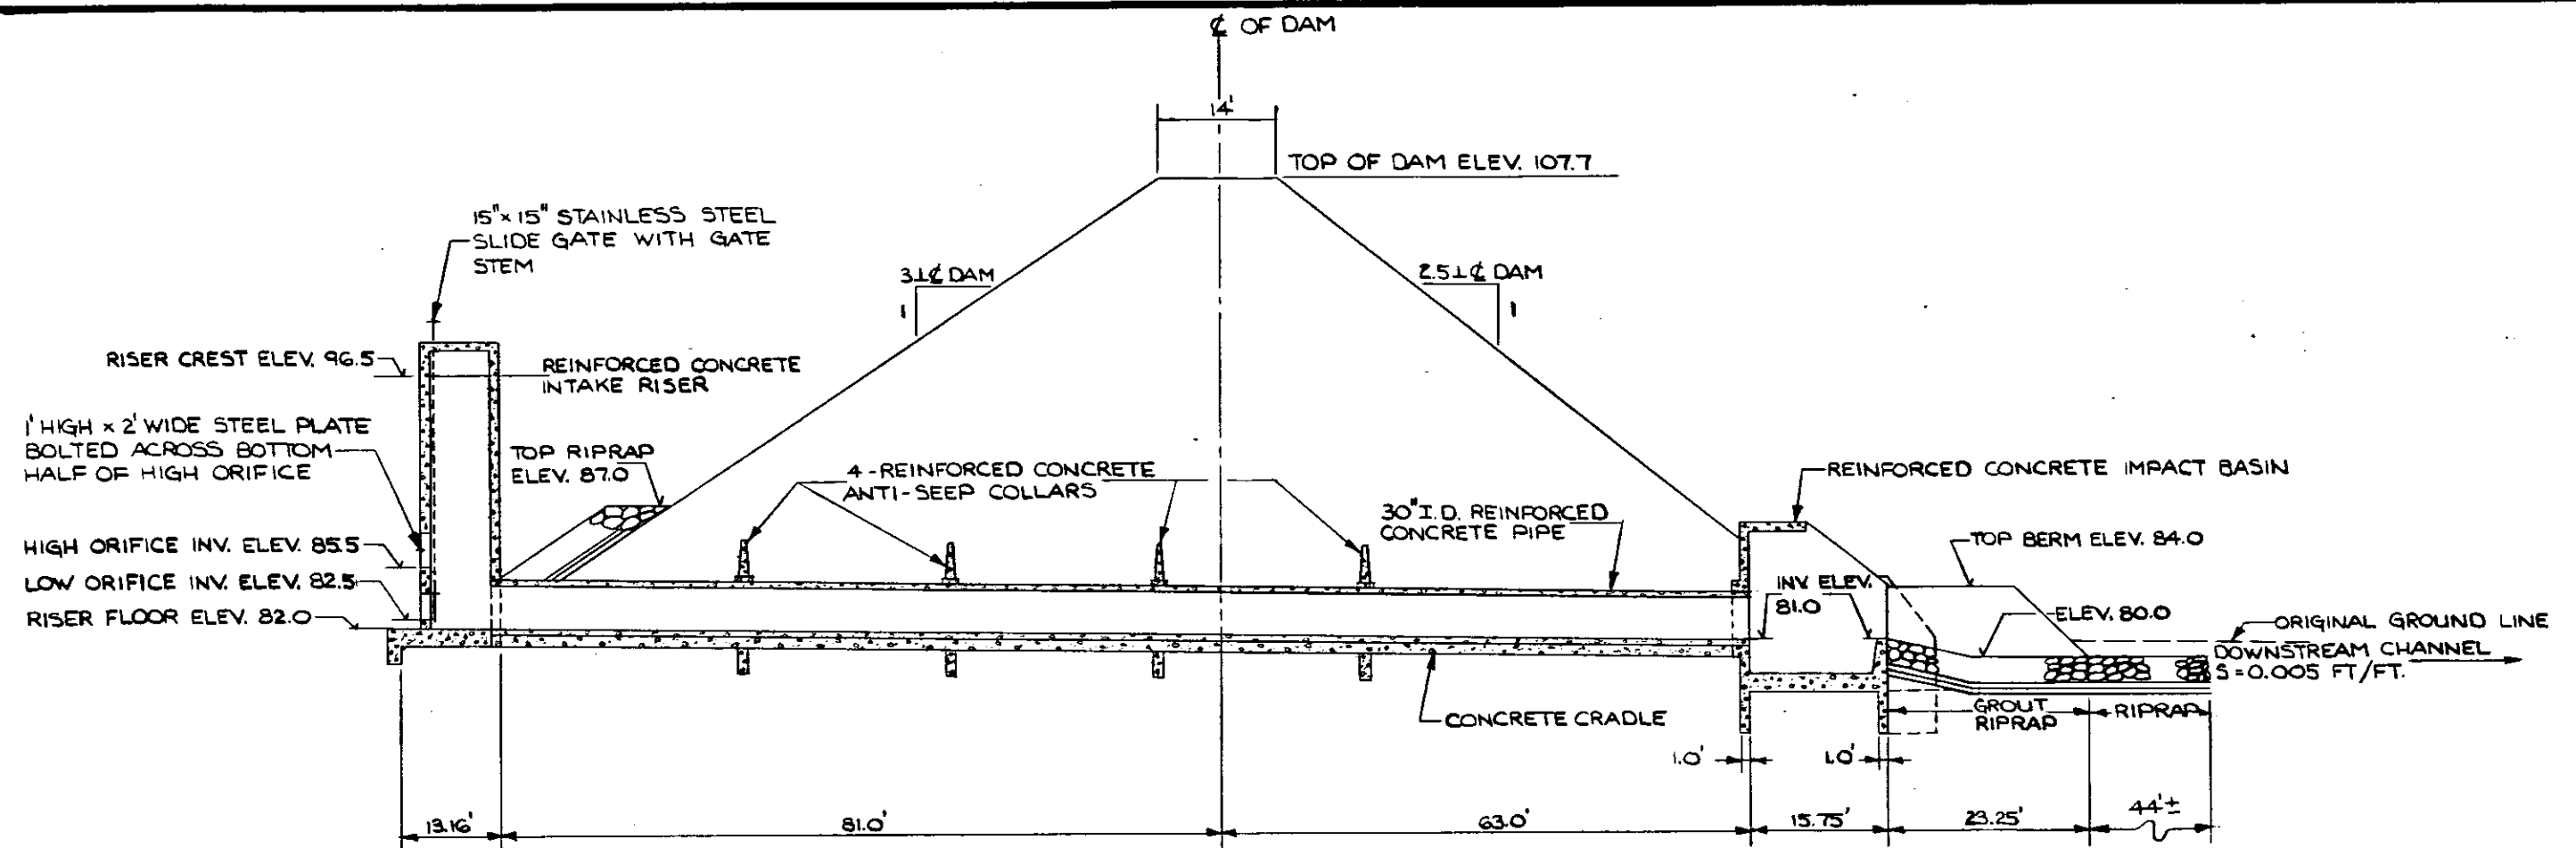 ℄ OF DAM
14'
TOP OF DAM ELEV. 107.7
15"x 15" STAINLESS STEEL
SLIDE GATE WITH GATE
STEM
3⊥℄ DAM
1
2.5⊥℄ DAM
1
RISER CREST ELEV. 96.5
REINFORCED CONCRETE
INTAKE RISER
1' HIGH x 2' WIDE STEEL PLATE
BOLTED ACROSS BOTTOM
HALF OF HIGH ORIFICE
TOP RIPRAP
ELEV. 87.0
4-REINFORCED CONCRETE
ANTI-SEEP COLLARS
30" I.D. REINFORCED
CONCRETE PIPE
REINFORCED CONCRETE IMPACT BASIN
HIGH ORIFICE INV. ELEV. 85.5
LOW ORIFICE INV. ELEV. 82.5
RISER FLOOR ELEV. 82.0
TOP BERM ELEV. 84.0
INV. ELEV.
81.0
ELEV. 80.0
ORIGINAL GROUND LINE
DOWNSTREAM CHANNEL
S=0.005 FT/FT.
CONCRETE CRADLE
GROUT
RIPRAP
RIPRAP
1.0'
1.0'
13.16'
81.0'
63.0'
15.75'
23.25'
44'±